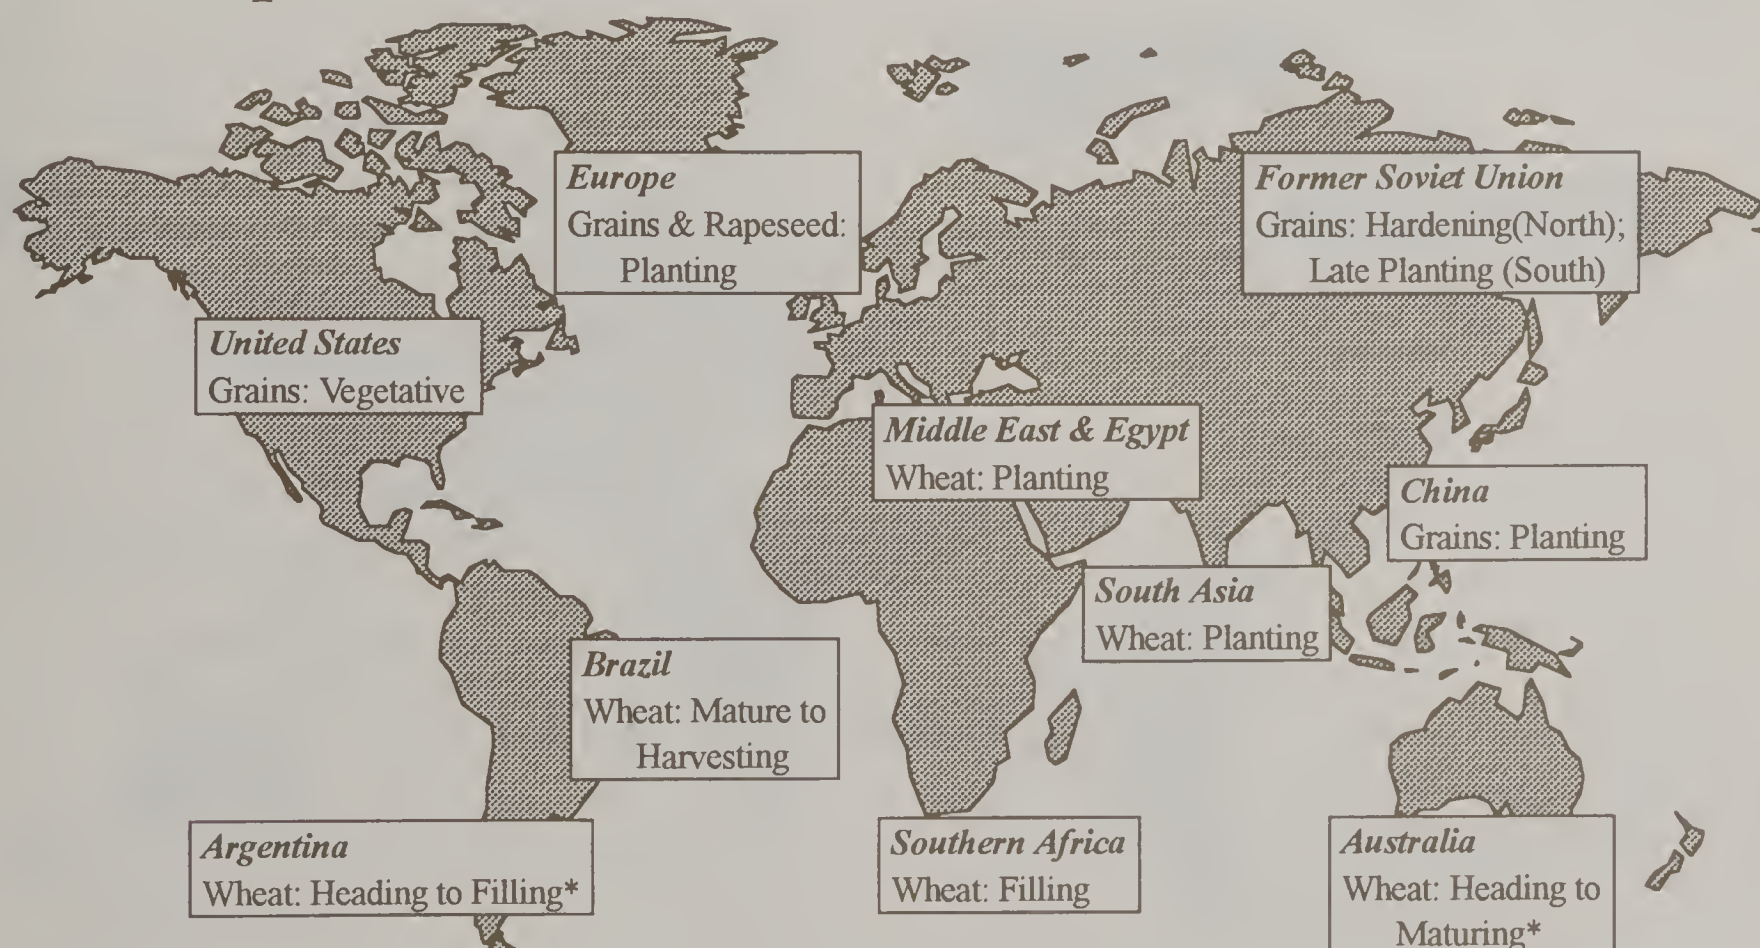 Europe
Grains & Rapeseed:
Planting
Former Soviet Union
Grains: Hardening(North);
Late Planting (South)
United States
Grains: Vegetative
Middle East & Egypt
Wheat: Planting
China
Grains: Planting
South Asia
Wheat: Planting
Brazil
Wheat: Mature to
Harvesting
Argentina
Wheat: Heading to Filling*
Southern Africa
Wheat: Filling
Australia
Wheat: Heading to
Maturing*